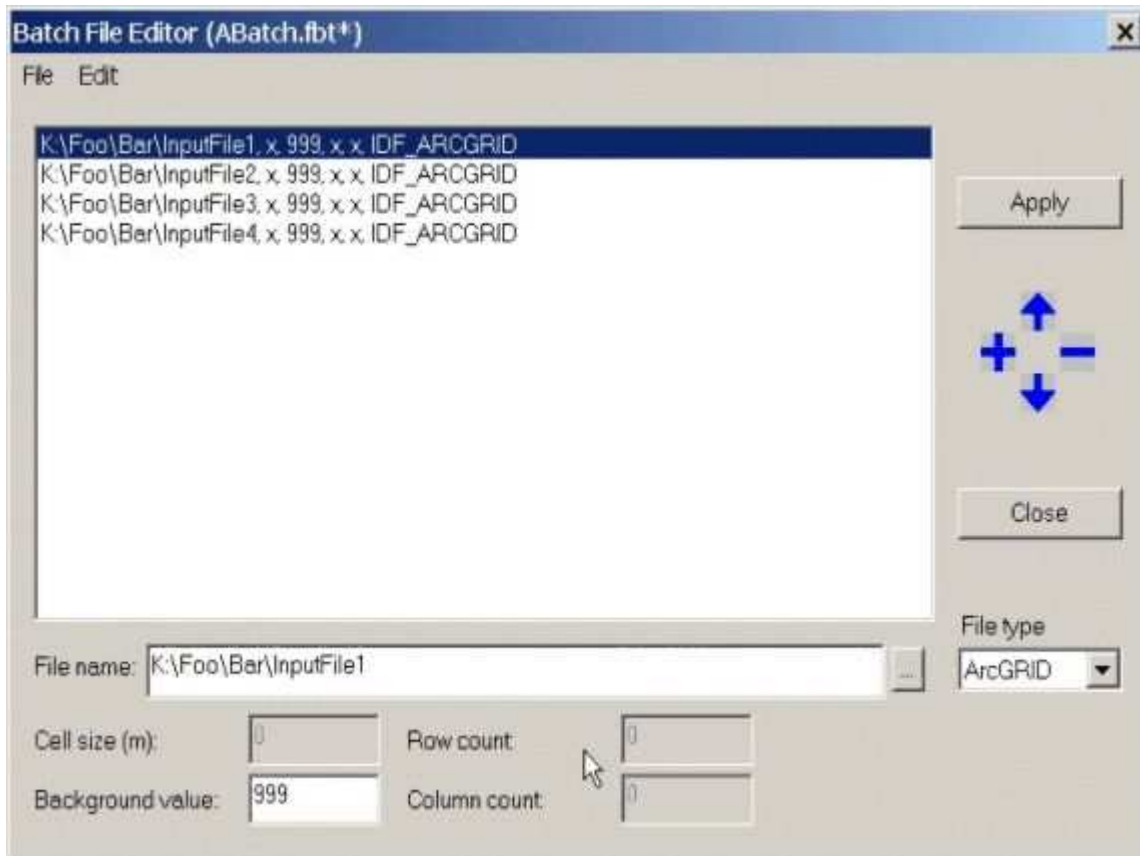 Batch File Editor (ABatch.fbt*)
File Edit
K:\Foo\Bar\InputFile1, x, 999, x, x, IDF_ARCGRID
K:\Foo\Bar\InputFile2, x, 999, x, x, IDF_ARCGRID
K:\Foo\Bar\InputFile3, x, 999, x, x, IDF_ARCGRID
K:\Foo\Bar\InputFile4, x, 999, x, x, IDF_ARCGRID
Apply
Close
File type
File name: K:\Foo\Bar\InputFile1 ... ArcGRID
Cell size (m): 0 Row count: 0
Background value: 999 Column count: 0